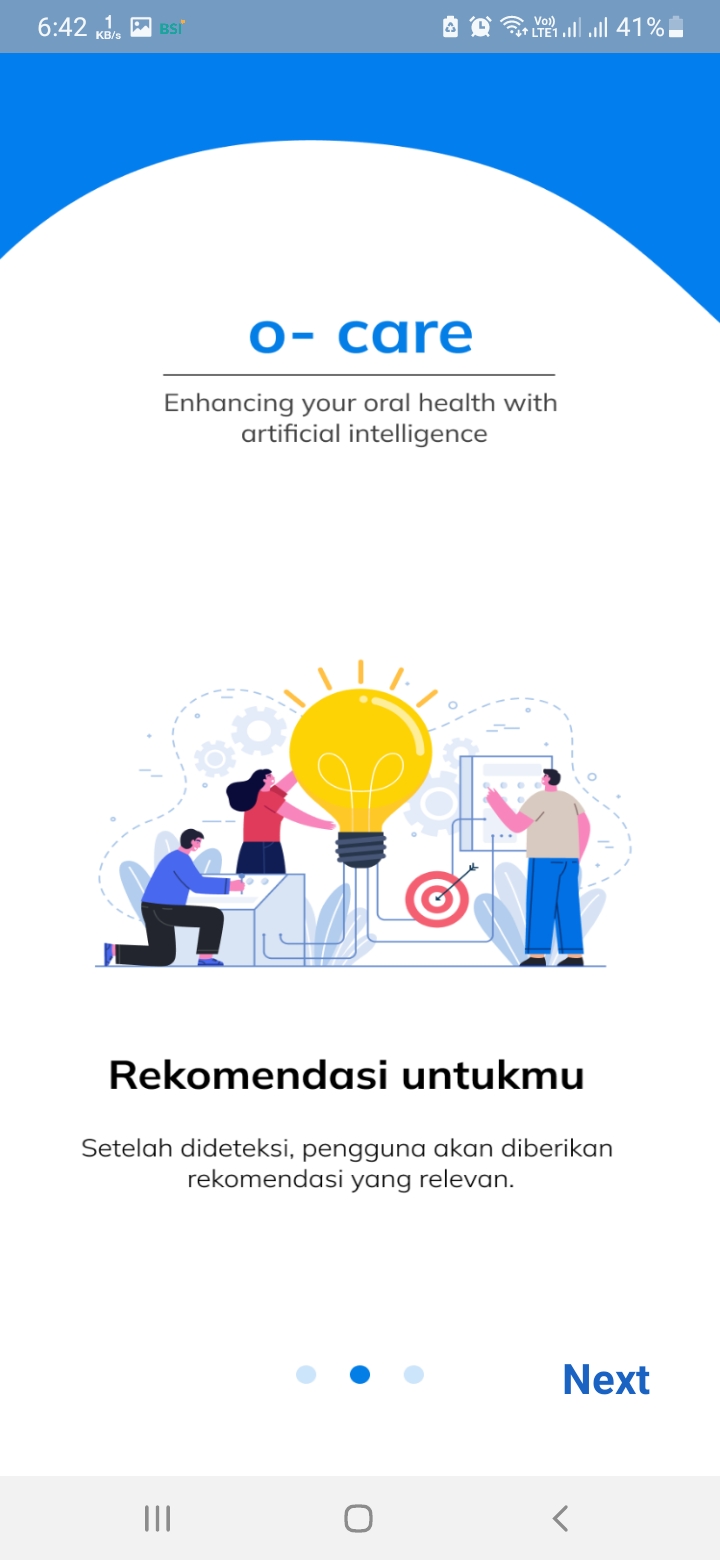 6:42 1 KB/s BSI Vo) LTE1 41%
o- care
Enhancing your oral health with
artificial intelligence
Rekomendasi untukmu
Setelah dideteksi, pengguna akan diberikan
rekomendasi yang relevan.
Next